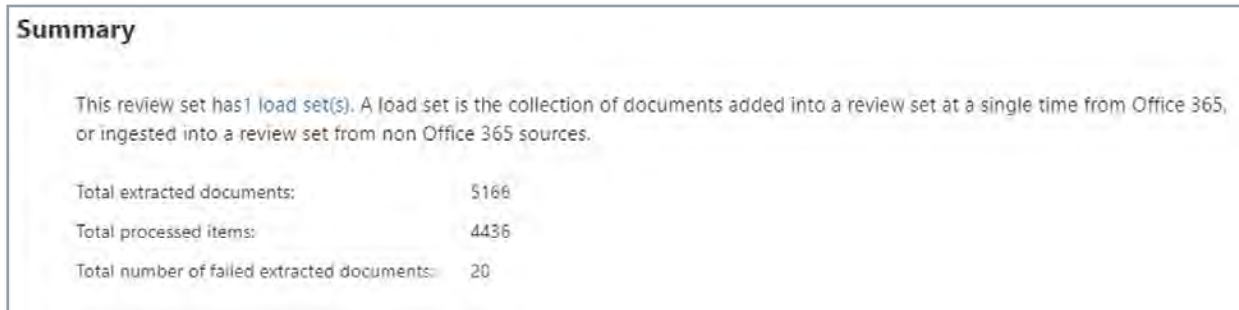 Summary
This review set has1 load set(s). A load set is the collection of documents added into a review set at a single time from Office 365,
or ingested into a review set from non Office 365 sources.
Total extracted documents: 5166
Total processed items: 4436
Total number of failed extracted documents: 20